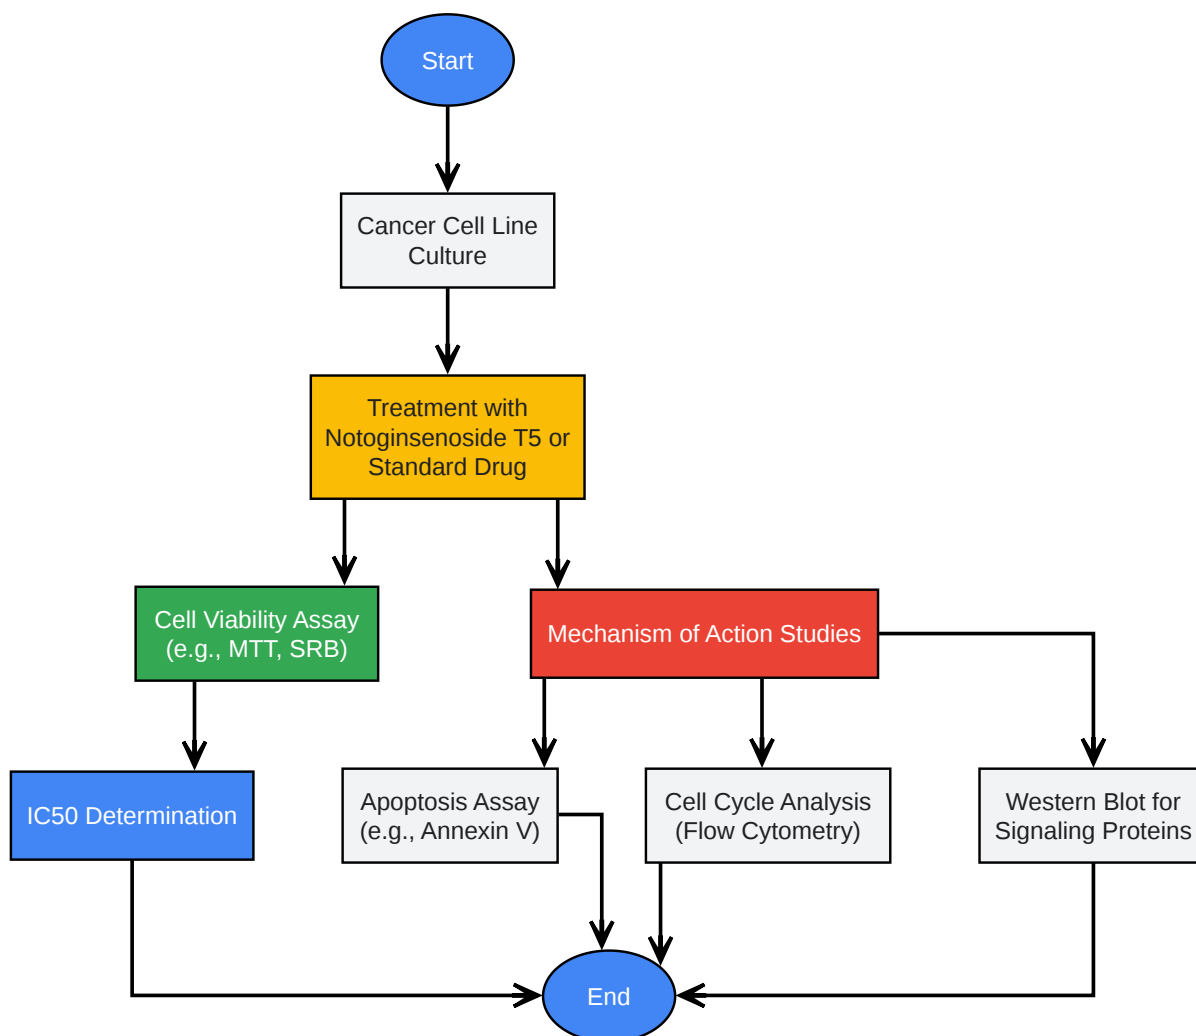 Start
Cancer Cell Line
Culture
Treatment with
Notoginsenoside T5 or
Standard Drug
Cell Viability Assay
(e.g., MTT, SRB)
Mechanism of Action Studies
IC50 Determination
Apoptosis Assay
(e.g., Annexin V)
Cell Cycle Analysis
(Flow Cytometry)
Western Blot for
Signaling Proteins
End